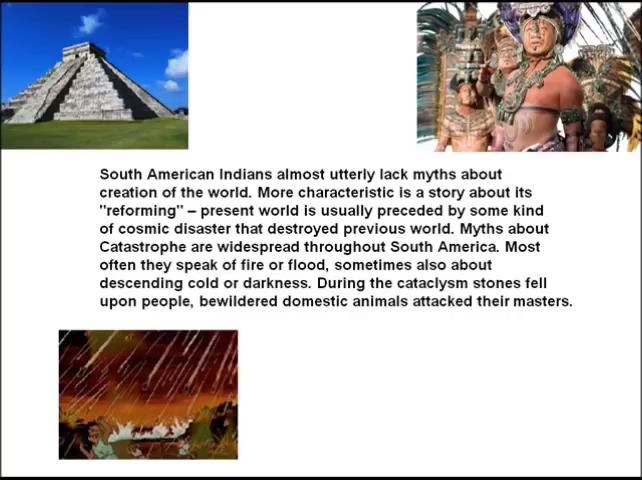 South American Indians almost utterly lack myths about
creation of the world. More characteristic is a story about its
"reforming" – present world is usually preceded by some kind
of cosmic disaster that destroyed previous world. Myths about
Catastrophe are widespread throughout South America. Most
often they speak of fire or flood, sometimes also about
descending cold or darkness. During the cataclysm stones fell
upon people, bewildered domestic animals attacked their masters.